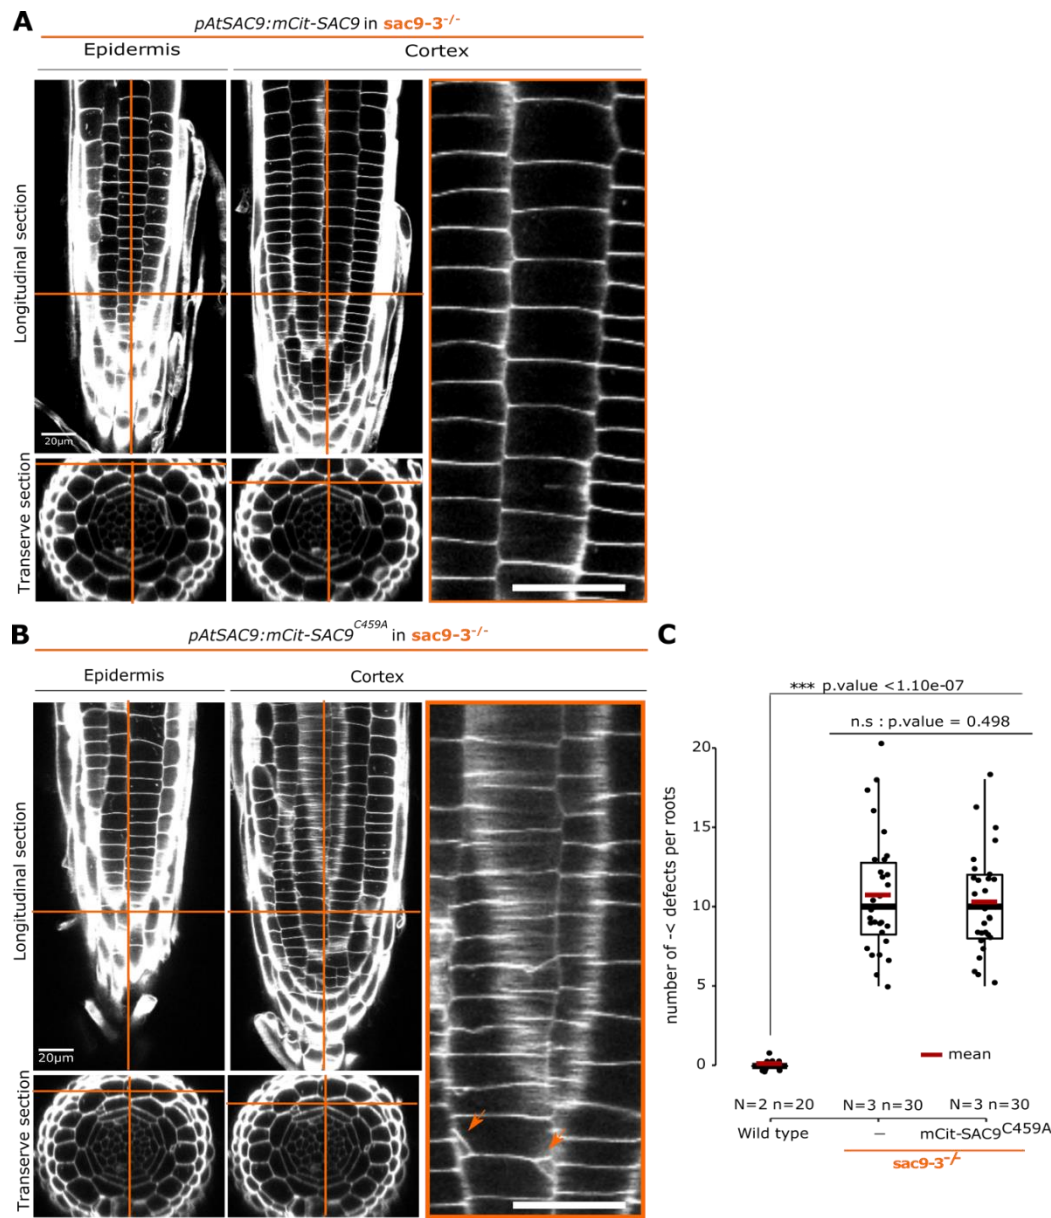 A
pAtSAC9:mCit-SAC9 in sac9-3-/-
Epidermis
Cortex
Longitudinal section
20µm
Transerve section
B
pAtSAC9:mCit-SAC9C459A in sac9-3-/-
Epidermis
Cortex
Longitudinal section
20µm
Transerve section
C
*** p.value <1.10e-07
n.s : p.value = 0.498
number of -< defects per roots
20
15
10
5
0
mean
N=2 n=20 N=3 n=30 N=3 n=30
Wild type – mCit-SAC9C459A
sac9-3-/-